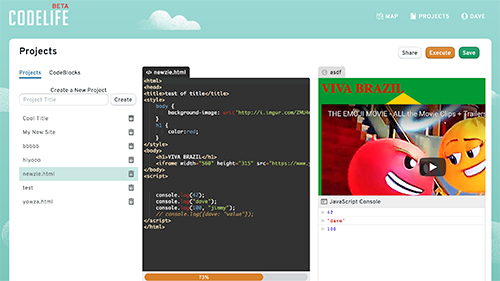 BETA
CODELIFE
MAP
PROJECTS
DAVE
Projects
Share
Execute
Save
Projects
CodeBlocks
Create a New Project
Project Title
Create
Cool Title
My New Site
bbbbb
hiyooo
newzie.html
test
yowza.html
</> newzie.html
<html>
<head>
<title>test of title</title>
<style>
body {
background-image: url("http://i.imgur.com/
}
h1 {
color:red;
}
</style>
<body>
<h1>VIVA BRAZIL</h1>
<iframe width="560" height="315" src="https://www.
</body>
<script>
console.log(42);
console.log("dave");
console.log(100, "jimmy");
// console.log({dave: "value"});
</script>
</html>
73%
asdf
VIVA BRAZIL
THE EMOJI MOVIE - ALL the Movie Clips + Trailers
JavaScript Console
42
"dave"
100